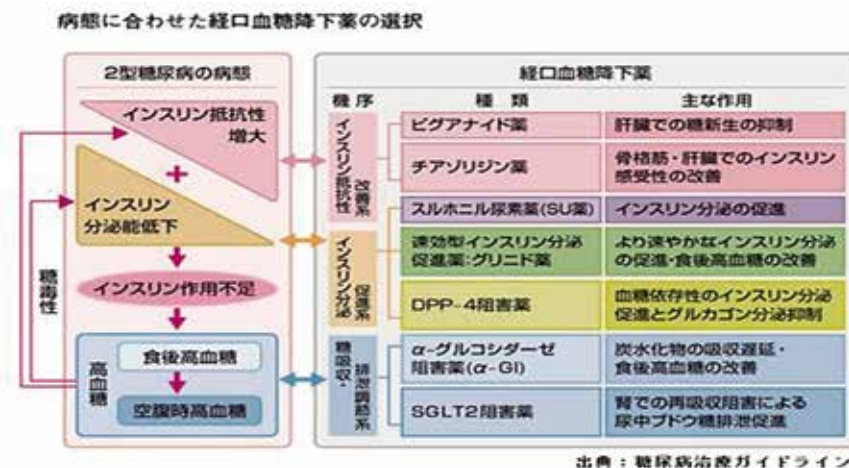 病態に合わせた経口血糖降下薬の選択
2型糖尿病の病態
インスリン抵抗性
増大
+
インスリン
分泌能低下
インスリン作用不足
糖毒性
高血糖
食後高血糖
空腹時高血糖
経口血糖降下薬
機序
種類
主な作用
インスリン抵抗性
改善系
ビグアナイド薬
肝臓での糖新生の抑制
チアゾリジン薬
骨格筋・肝臓でのインスリン
感受性の改善
インスリン分泌
促進系
スルホニル尿素薬(SU薬)
インスリン分泌の促進
速効型インスリン分泌
促進薬:グリニド薬
より速やかなインスリン分泌
の促進・食後高血糖の改善
DPP-4阻害薬
血糖依存性のインスリン分泌
促進とグルカゴン分泌抑制
糖吸収・
排泄調節系
α-グルコシダーゼ
阻害薬(α-GI)
炭水化物の吸収遅延・
食後高血糖の改善
SGLT2阻害薬
腎での再吸収阻害による
尿中ブドウ糖排泄促進
出典:糖尿病治療ガイドライン